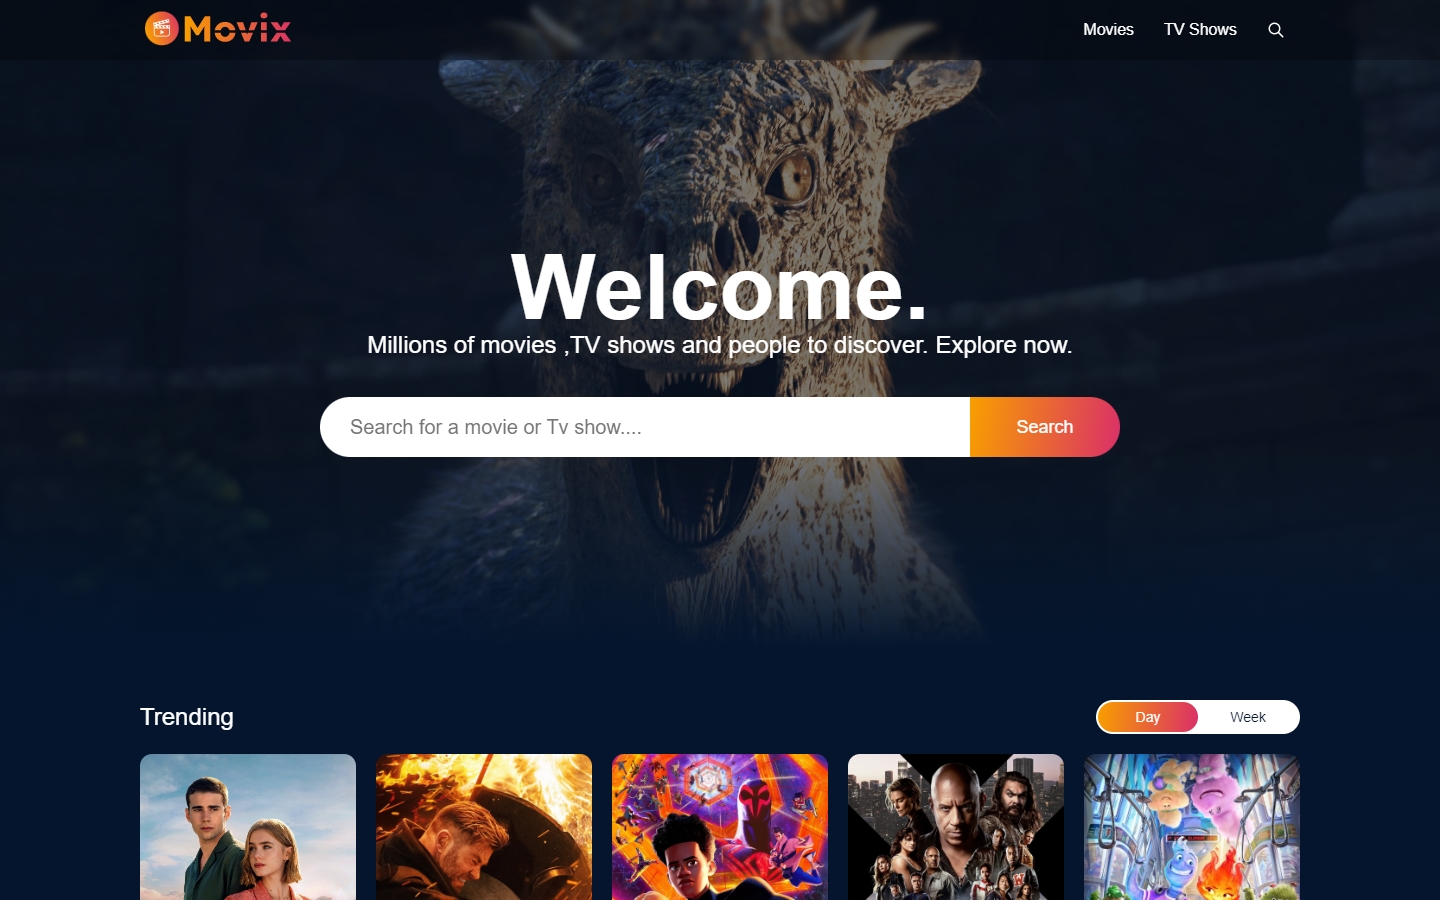 Movix
Movies
TV Shows
Welcome.
Millions of movies ,TV shows and people to discover. Explore now.
Search for a movie or Tv show....
Search
Trending
Day
Week